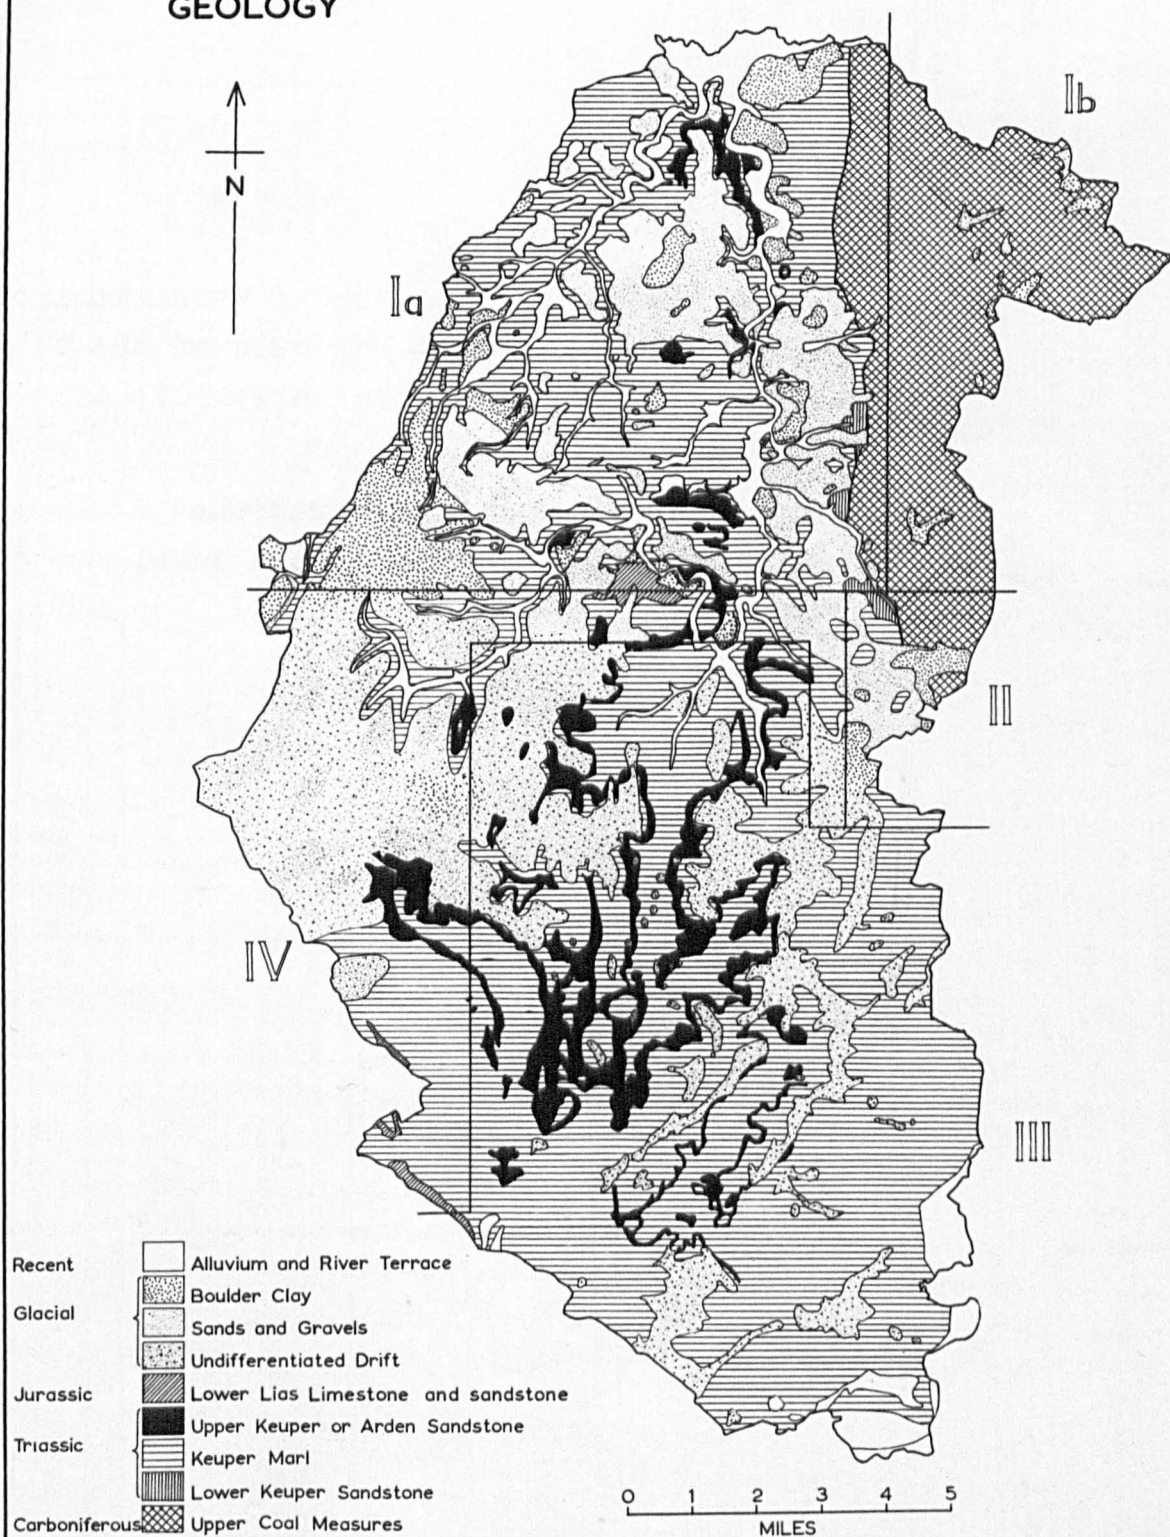 GEOLOGY
N
Ia
Ib
II
III
IV
Recent
Alluvium and River Terrace
Glacial
Boulder Clay
Sands and Gravels
Undifferentiated Drift
Jurassic
Lower Lias Limestone and sandstone
Triassic
Upper Keuper or Arden Sandstone
Keuper Marl
Lower Keuper Sandstone
Carboniferous
Upper Coal Measures
0 1 2 3 4 5
MILES